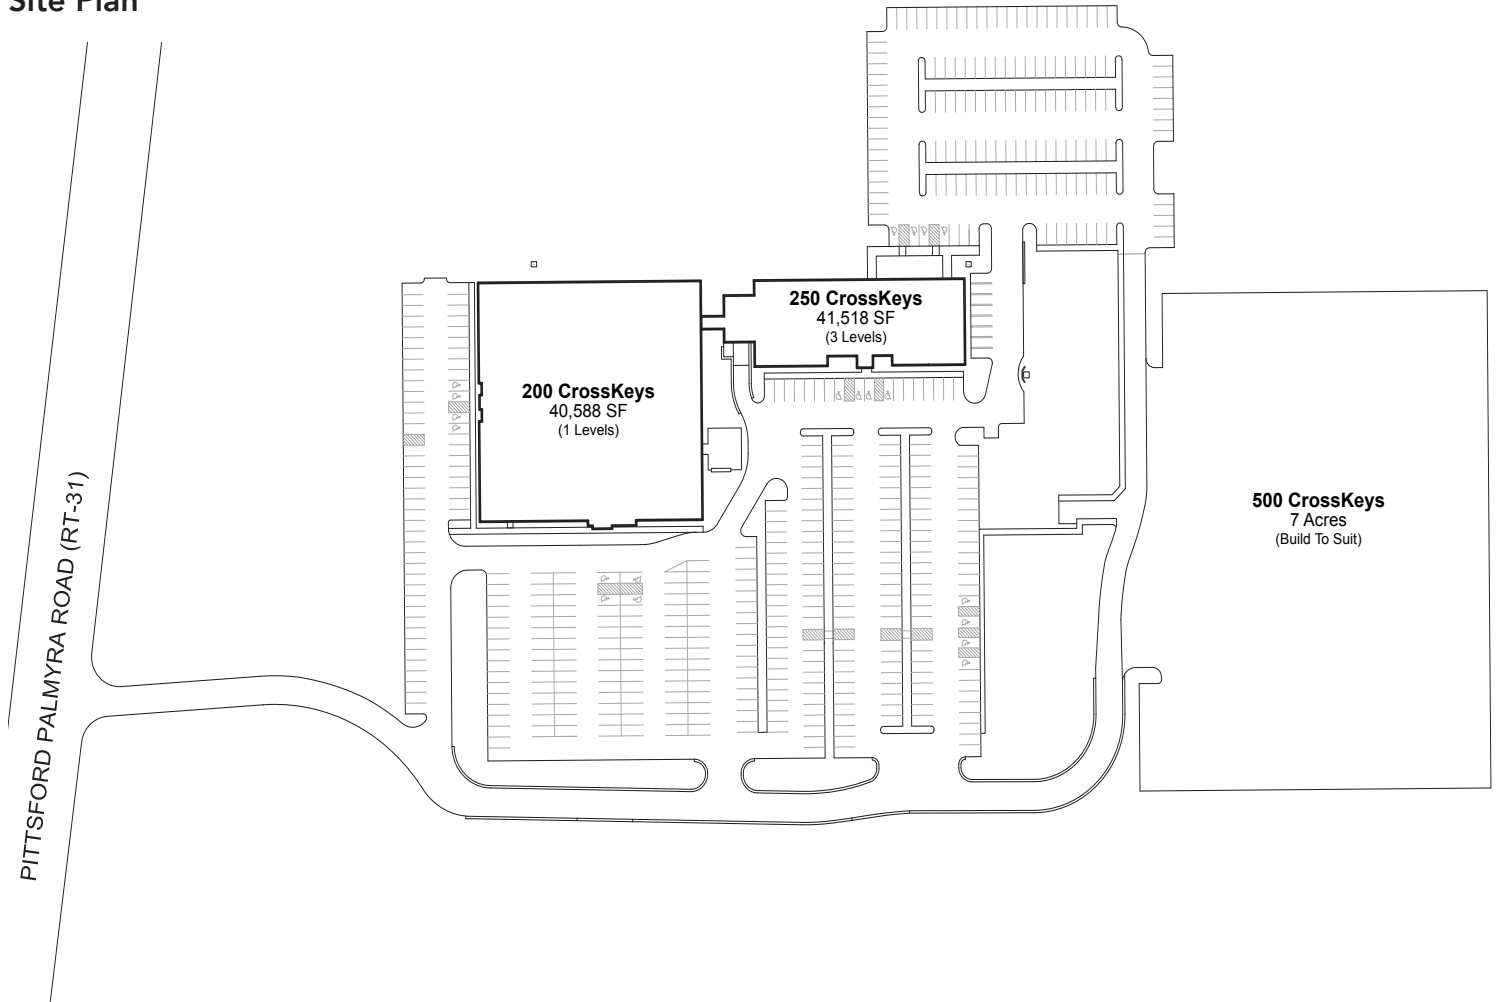 Site Plan
250 CrossKeys
41,518 SF
(3 Levels)
200 CrossKeys
40,588 SF
(1 Levels)
500 CrossKeys
7 Acres
(Build To Suit)
PITTSFORD PALMYRA ROAD (RT-31)